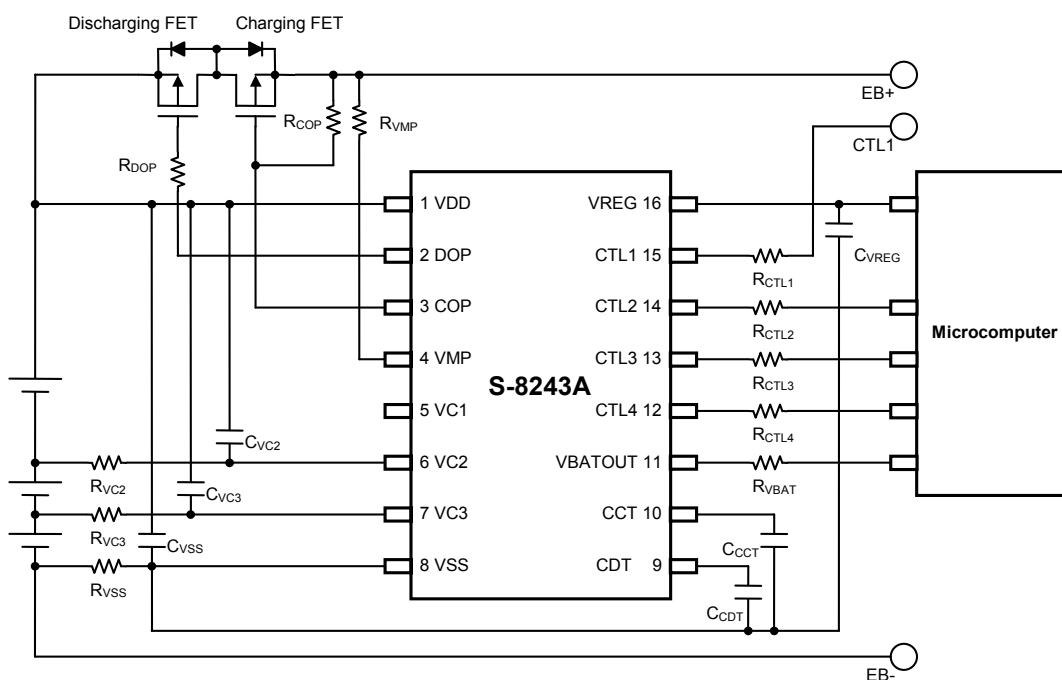 Discharging FET
Charging FET
EB+
RCOP
RVMP
CTL1
RDOP
1 VDD
VREG 16
2 DOP
CTL1 15
CVREG
RCTL1
3 COP
CTL2 14
RCTL2
Microcomputer
4 VMP
CTL3 13
S-8243A
RCTL3
5 VC1
CTL4 12
RCTL4
CVC2
6 VC2
VBATOUT 11
RVC2
RVBAT
CVC3
7 VC3
CCT 10
RVC3
CVSS
CCCT
8 VSS
CDT 9
RVSS
CCDT
EB-